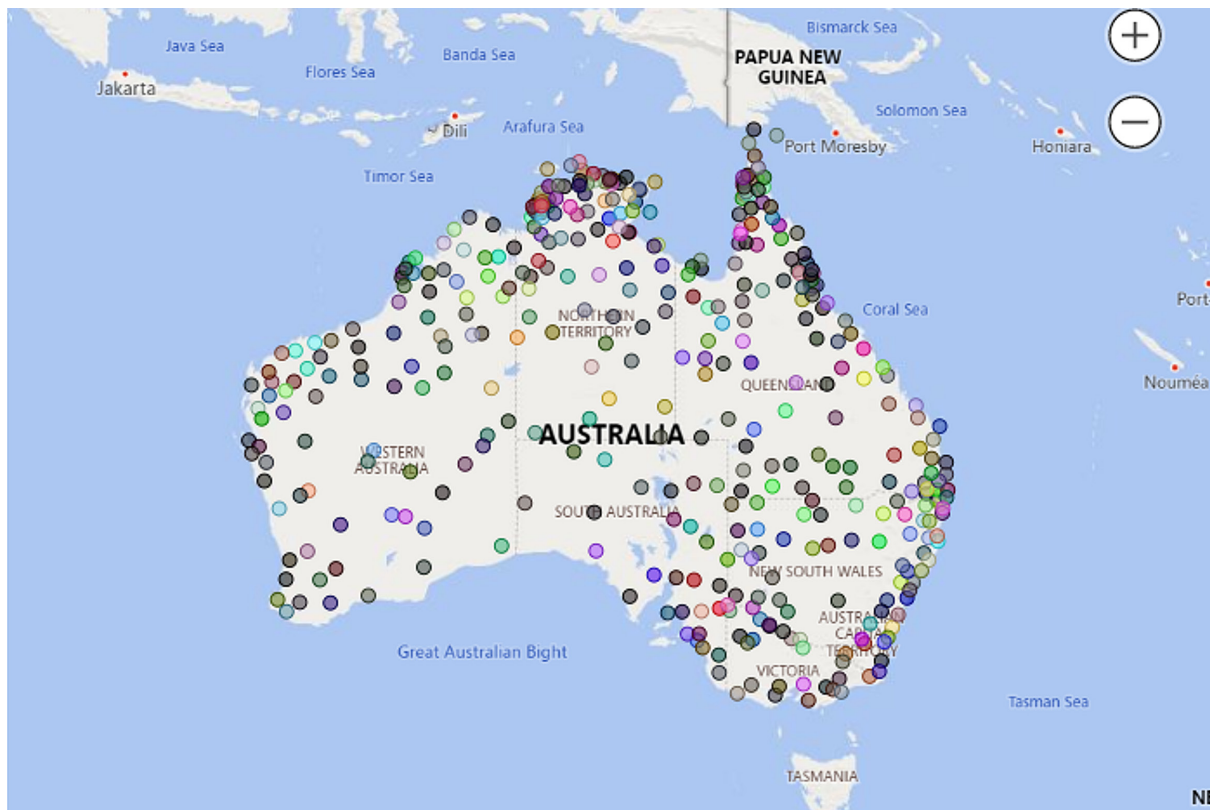 Bismarck Sea
Java Sea
Banda Sea
PAPUA NEW
GUINEA
Flores Sea
Jakarta
Solomon Sea
Arafura Sea
Dili
Port Moresby
Honiara
Timor Sea
Port-
Coral Sea
NORTHERN
TERRITORY
Nouméa
QUEENSLAND
AUSTRALIA
WESTERN
AUSTRALIA
SOUTH AUSTRALIA
NEW SOUTH WALES
AUSTRALIAN
CAPITAL
TERRITORY
Great Australian Bight
VICTORIA
Tasman Sea
TASMANIA